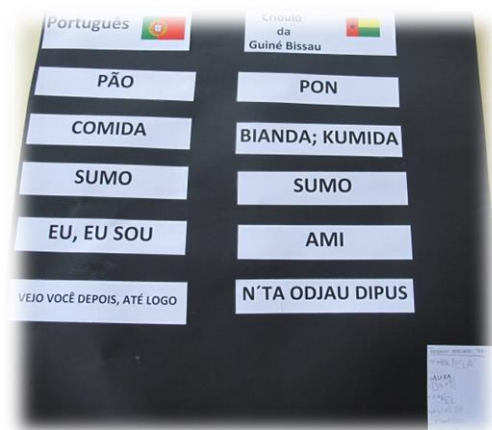 Português
Crioulo
da
Guiné Bissau
PÃO
PON
COMIDA
BIANDA; KUMIDA
SUMO
SUMO
EU, EU SOU
AMI
VEJO VOCÊ DEPOIS, ATÉ LOGO
N´TA ODJAU DIPUS